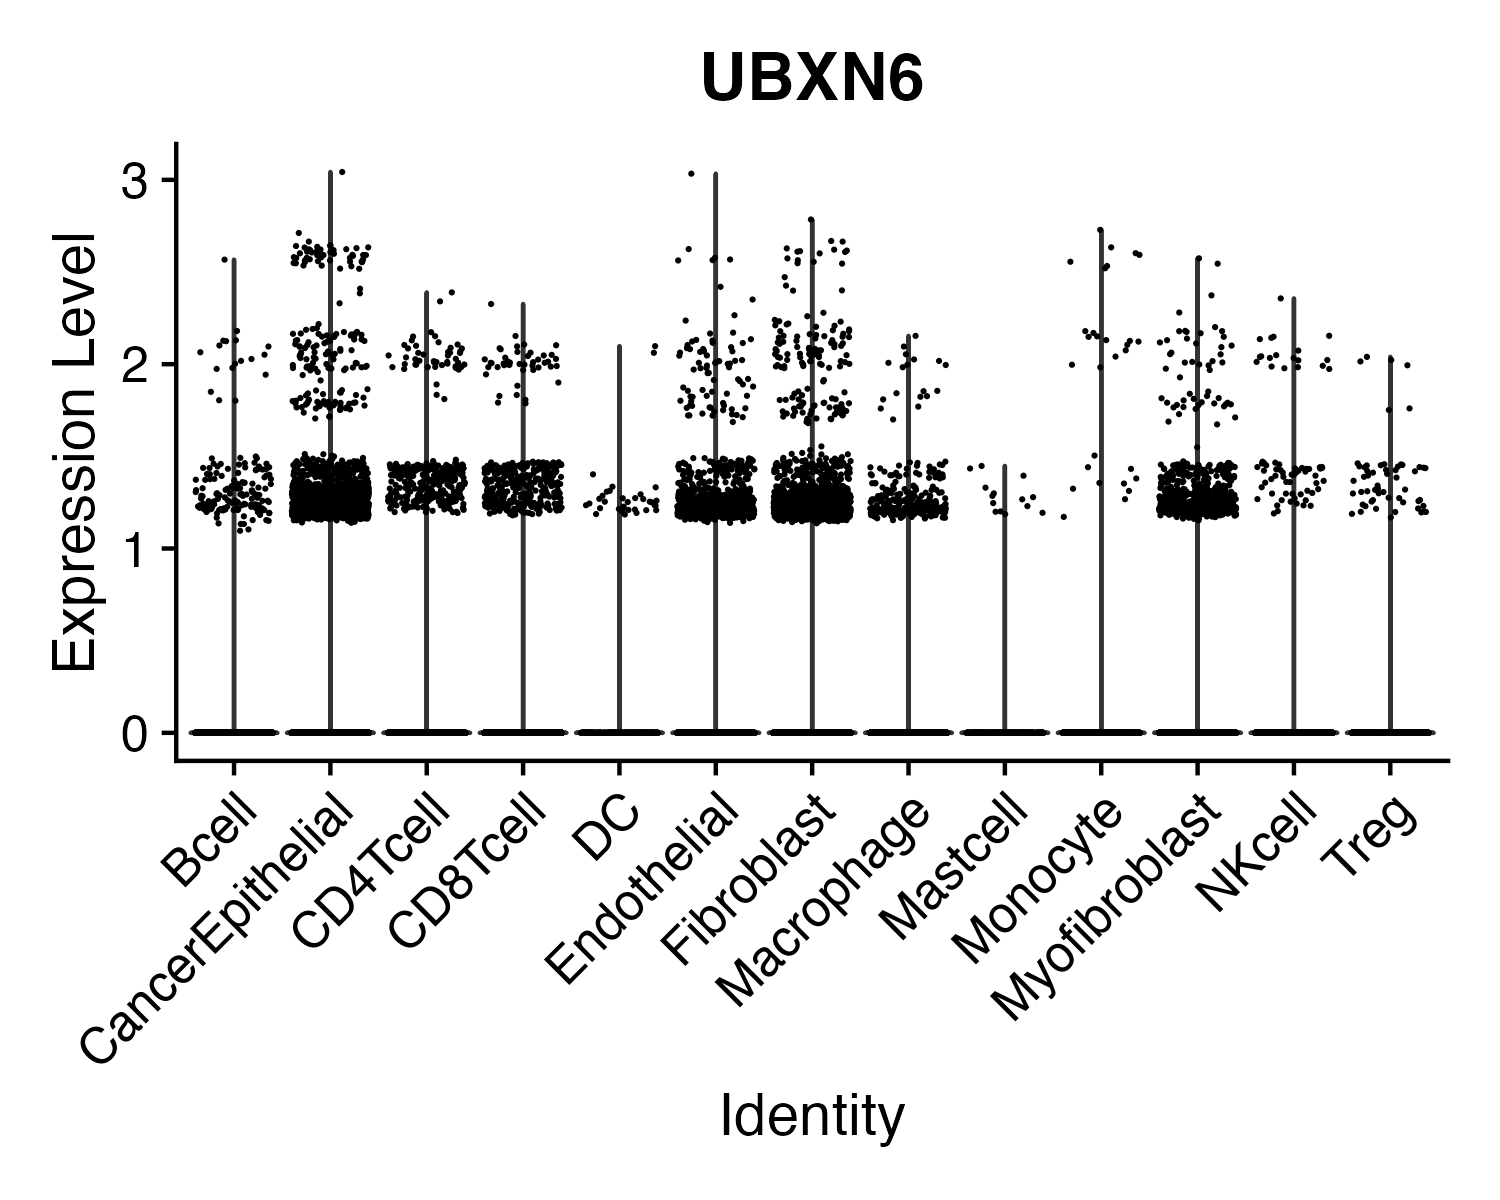 UBXN6
Expression Level
3
2
1
0
Bcell
CancerEpithelial
CD4Tcell
CD8Tcell
DC
Endothelial
Fibroblast
Macrophage
Mastcell
Monocyte
Myofibroblast
NKcell
Treg
Identity